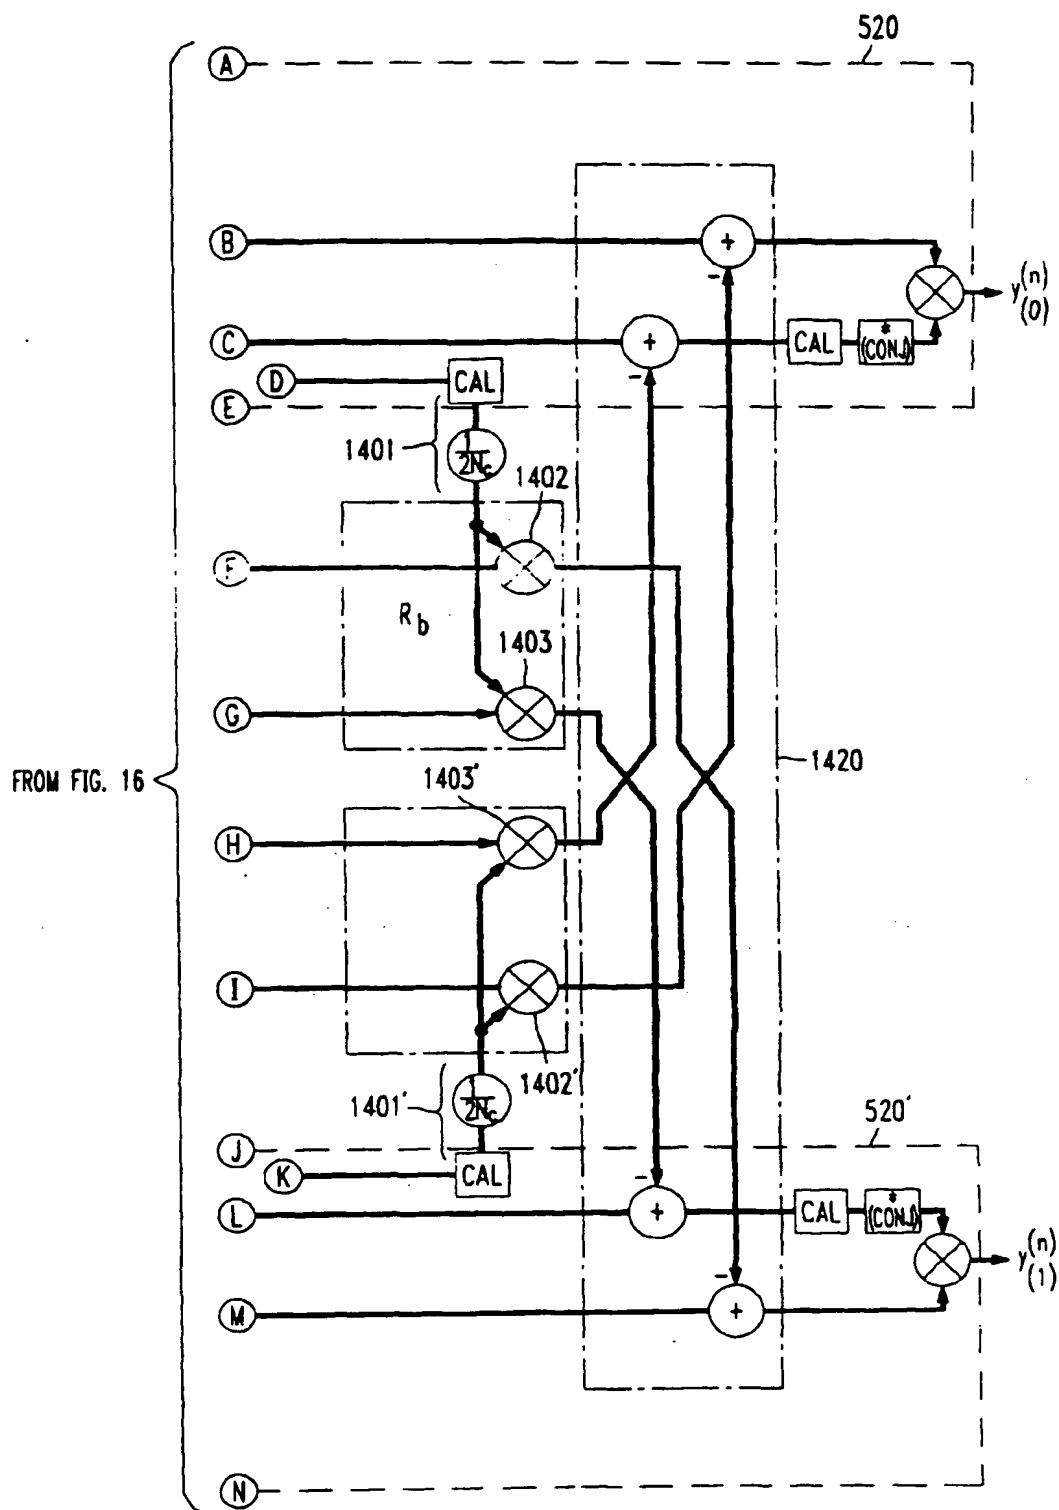 520
A
B
+
-
y(n)
(0)
C
+
-
CAL
*
(CONJ)
D
CAL
E
1401
1
2Nc
1402
F
Rb
1403
G
FROM FIG. 16
1420
1403'
H
I
1402'
1401'
1
2Nc
520'
J
K
CAL
-
L
+
CAL
*
(CONJ)
y(n)
(1)
-
M
+
N